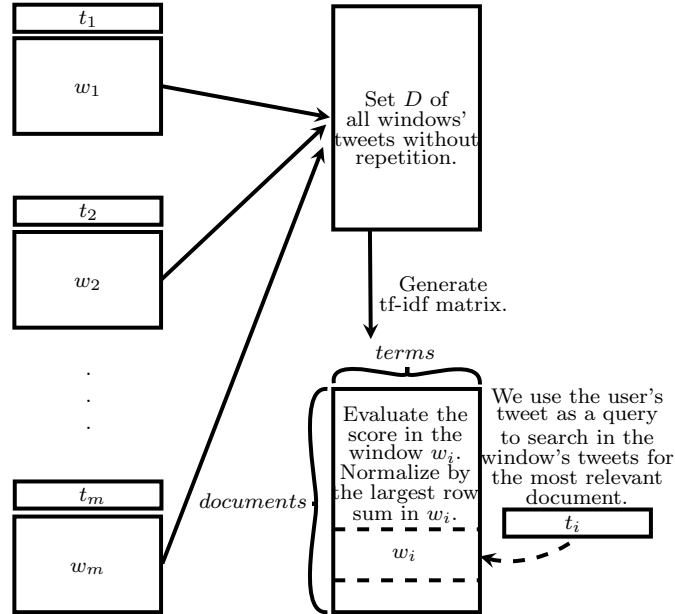 t₁
w₁
t₂
w₂
.
.
.
tₘ
wₘ
Set D of
all windows'
tweets without
repetition.
Generate
tf-idf matrix.
terms
documents
Evaluate the
score in the
window wᵢ.
Normalize by
the largest row
sum in wᵢ.
wᵢ
We use the user's
tweet as a query
to search in the
window's tweets for
the most relevant
document.
tᵢ